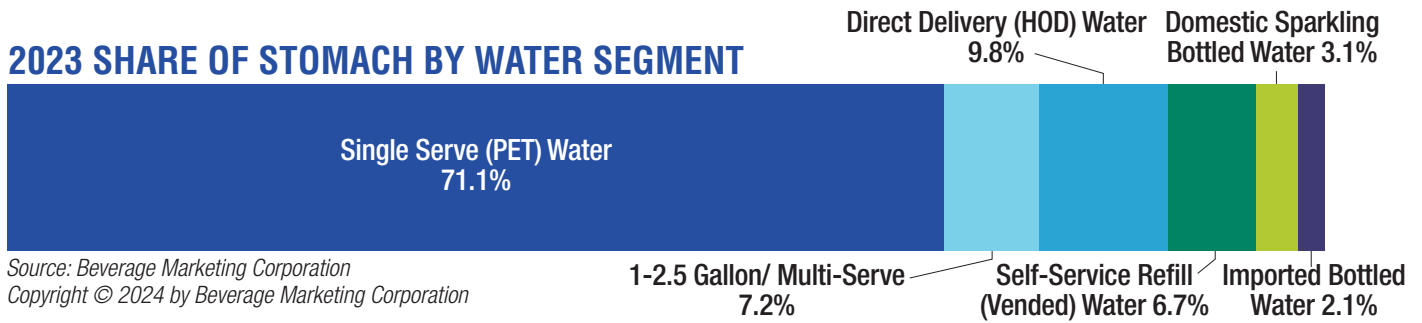 2023 SHARE OF STOMACH BY WATER SEGMENT
Direct Delivery (HOD) Water
9.8%
Domestic Sparkling
Bottled Water 3.1%
Single Serve (PET) Water
71.1%
1-2.5 Gallon/ Multi-Serve
7.2%
Self-Service Refill
(Vended) Water 6.7%
Imported Bottled
Water 2.1%
Source: Beverage Marketing Corporation
Copyright © 2024 by Beverage Marketing Corporation